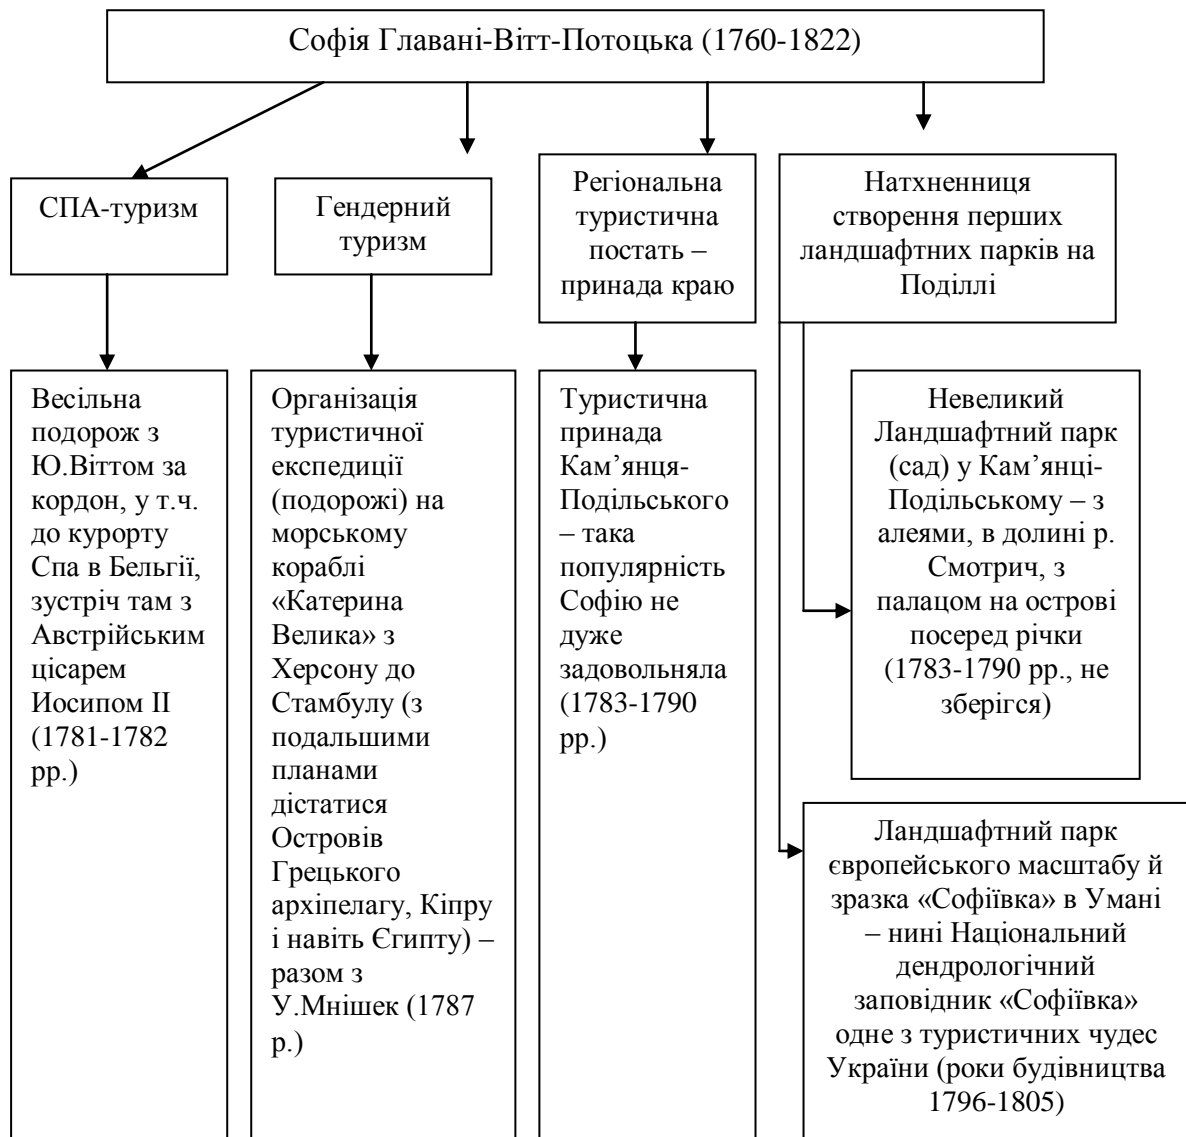 Софія Главані-Вітт-Потоцька (1760-1822)
СПА-туризм
Гендерний
туризм
Регіональна
туристична
постать –
принада краю
Натхненниця
створення перших
ландшафтних парків на
Поділлі
Весільна
подорож з
Ю.Віттом за
кордон, у т.ч.
до курорту
Спа в Бельгії,
зустріч там з
Австрійським
цісарем
Иосипом ІІ
(1781-1782
рр.)
Організація
туристичної
експедиції
(подорожі) на
морському
кораблі
«Катерина
Велика» з
Херсону до
Стамбулу (з
подальшими
планами
дістатися
Островів
Грецького
архіпелагу, Кіпру
і навіть Єгипту) –
разом з
У.Мнішек (1787
р.)
Туристична
принада
Кам’янця-
Подільського
– така
популярність
Софію не
дуже
задовольняла
(1783-1790
рр.)
Невеликий
Ландшафтний парк
(сад) у Кам’янці-
Подільському – з
алеями, в долині р.
Смотрич, з
палацом на острові
посеред річки
(1783-1790 рр., не
зберігся)
Ландшафтний парк
європейського масштабу й
зразка «Софіївка» в Умані
– нині Національний
дендрологічний
заповідник «Софіївка»
одне з туристичних чудес
України (роки будівництва
1796-1805)